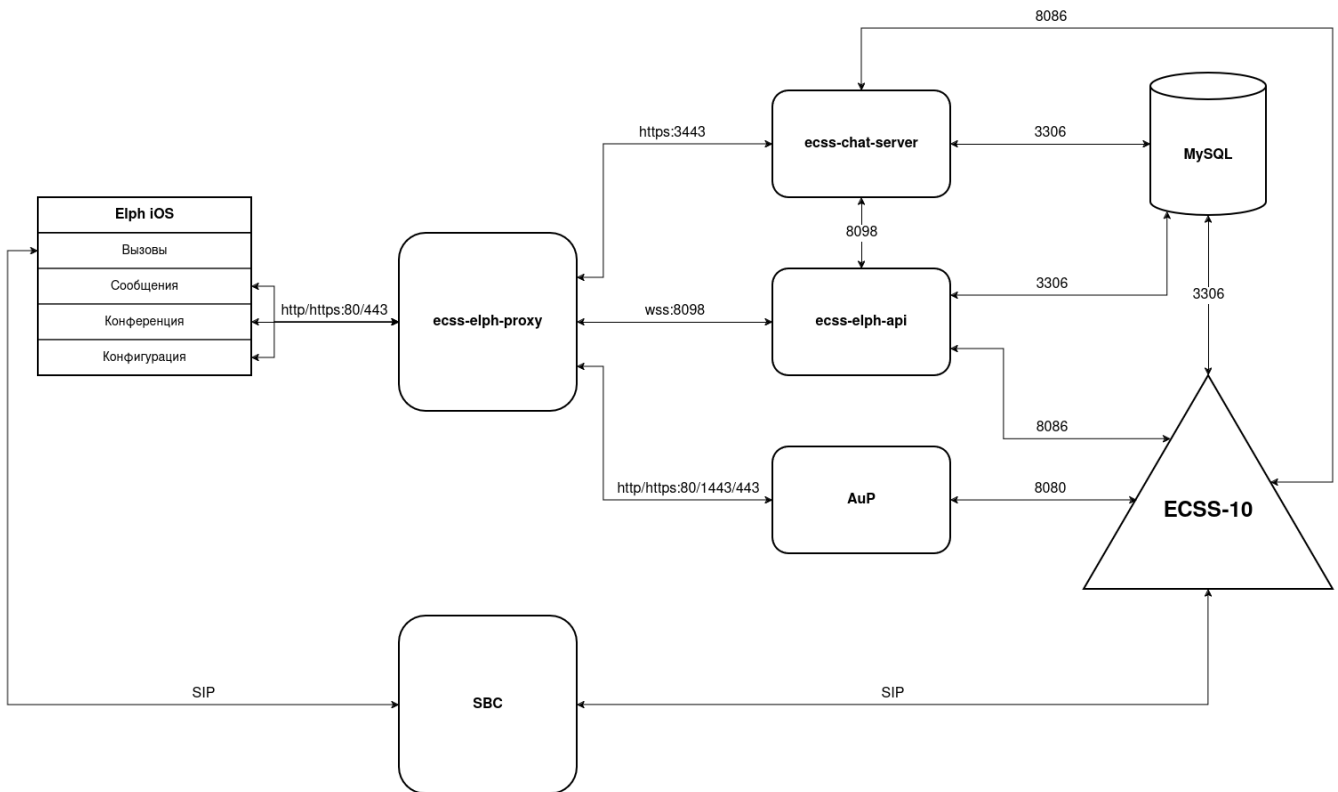 8086
https:3443
ecss-chat-server
3306
MySQL
Elph iOS
Вызовы
Сообщения
Конференция
Конфигурация
http/https:80/443
ecss-elph-proxy
8098
wss:8098
ecss-elph-api
3306
3306
8086
http/https:80/1443/443
AuP
8080
ECSS-10
SIP
SBC
SIP